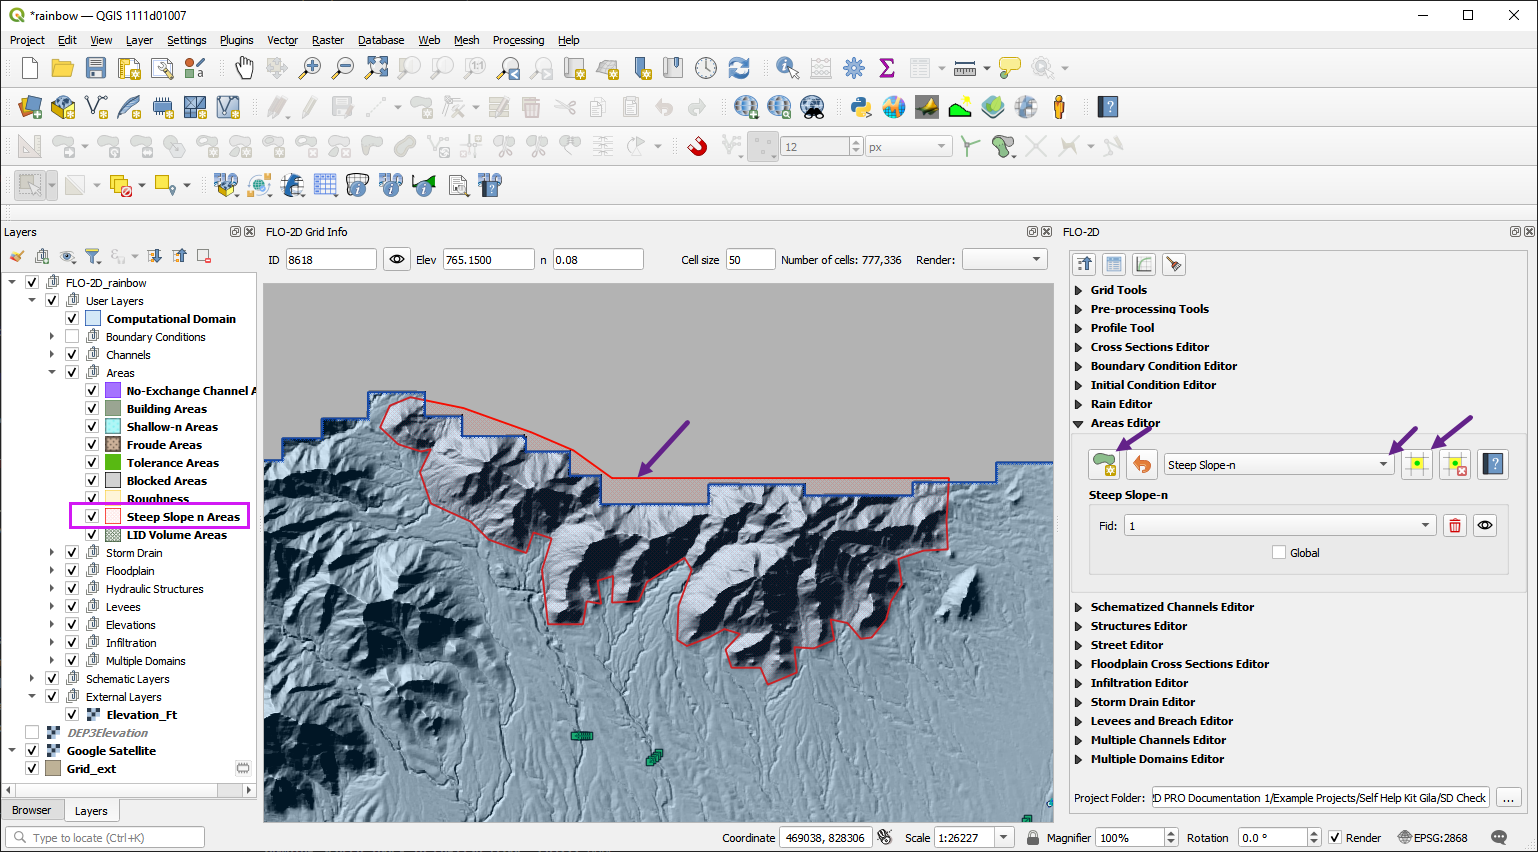 *rainbow — QGIS 1111d01007
Project Edit View Layer Settings Plugins Vector Raster Database Web Mesh Processing Help
12 px
Layers
FLO-2D Grid Info
FLO-2D
ID 8618 Elev 765.1500 n 0.08 Cell size 50 Number of cells: 777,336 Render:
FLO-2D_rainbow
User Layers
Computational Domain
Boundary Conditions
Channels
Areas
No-Exchange Channel A
Building Areas
Shallow-n Areas
Froude Areas
Tolerance Areas
Blocked Areas
Roughness
Steep Slope n Areas
LID Volume Areas
Storm Drain
Floodplain
Hydraulic Structures
Levees
Elevations
Infiltration
Multiple Domains
Schematic Layers
External Layers
Elevation_Ft
DEP3Elevation
Google Satellite
Grid_ext
Browser Layers
Grid Tools
Pre-processing Tools
Profile Tool
Cross Sections Editor
Boundary Condition Editor
Initial Condition Editor
Rain Editor
Areas Editor
Steep Slope-n
Steep Slope-n
Fid: 1
Global
Schematized Channels Editor
Structures Editor
Street Editor
Floodplain Cross Sections Editor
Infiltration Editor
Storm Drain Editor
Levees and Breach Editor
Multiple Channels Editor
Multiple Domains Editor
Project Folder: 2D PRO Documentation 1/Example Projects/Self Help Kit Gila/SD Check ...
Type to locate (Ctrl+K) Coordinate 469038, 828306 Scale 1:26227 Magnifier 100% Rotation 0.0 ° Render EPSG:2868